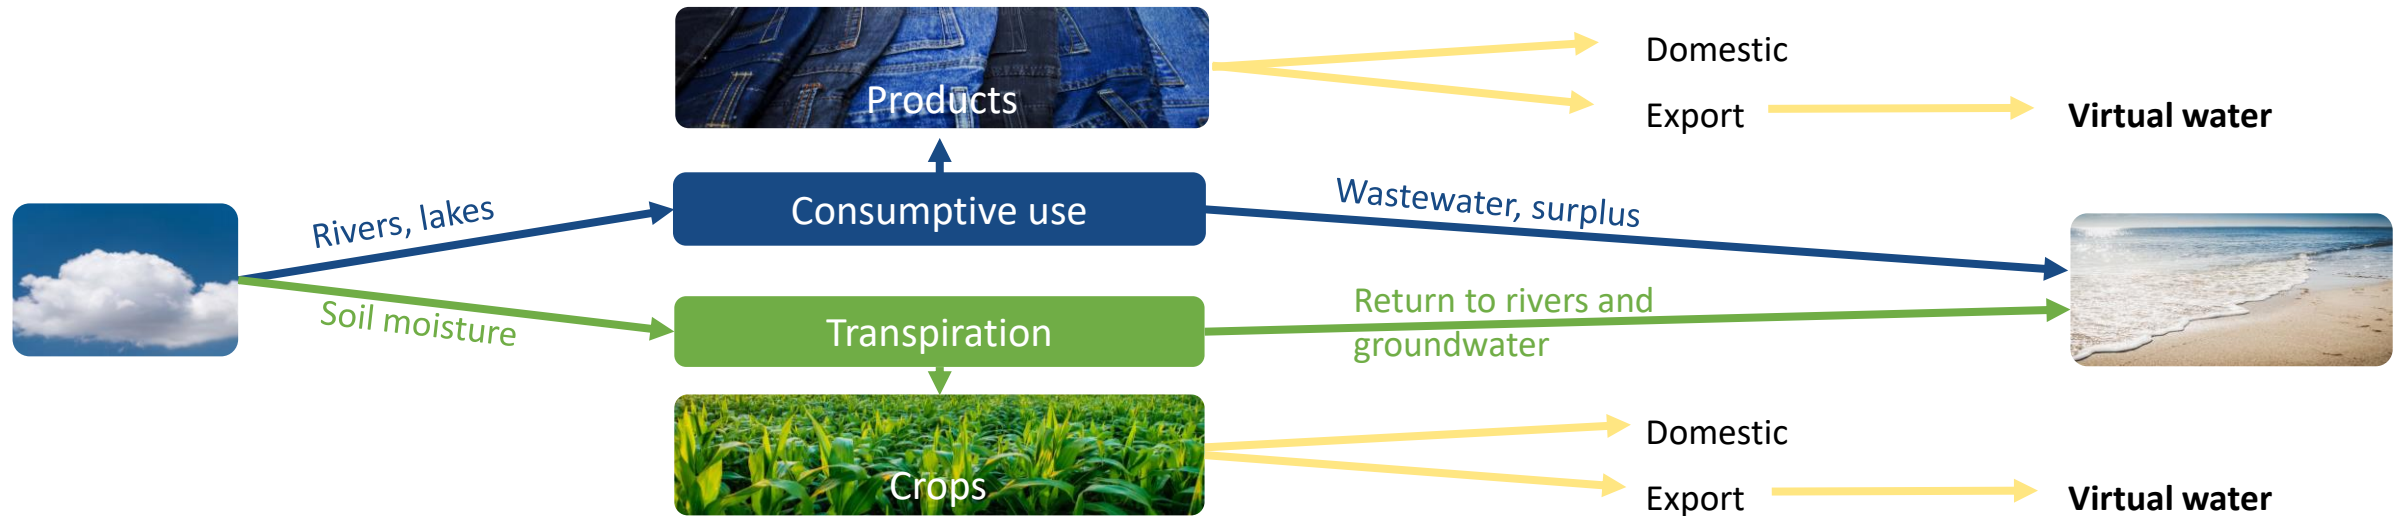 Products
Domestic
Export
Virtual water
Rivers, lakes
Consumptive use
Wastewater, surplus
Soil moisture
Transpiration
Return to rivers and
groundwater
Crops
Domestic
Export
Virtual water